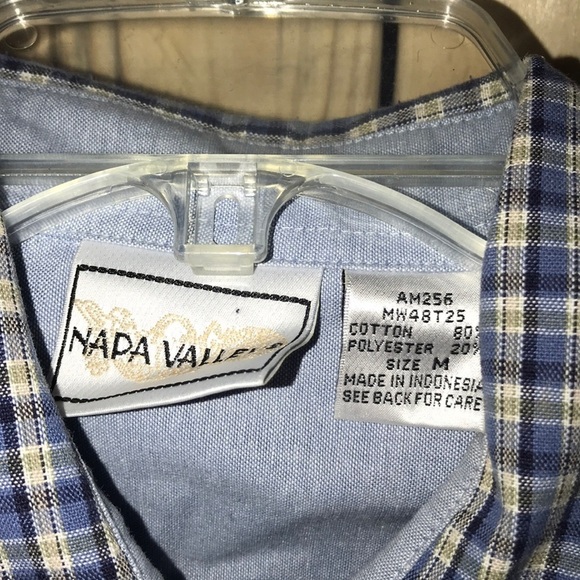 NAPA VALLEY
AM256
MW48T25
COTTON 80%
POLYESTER 20%
SIZE M
MADE IN INDONESIA
SEE BACK FOR CARE